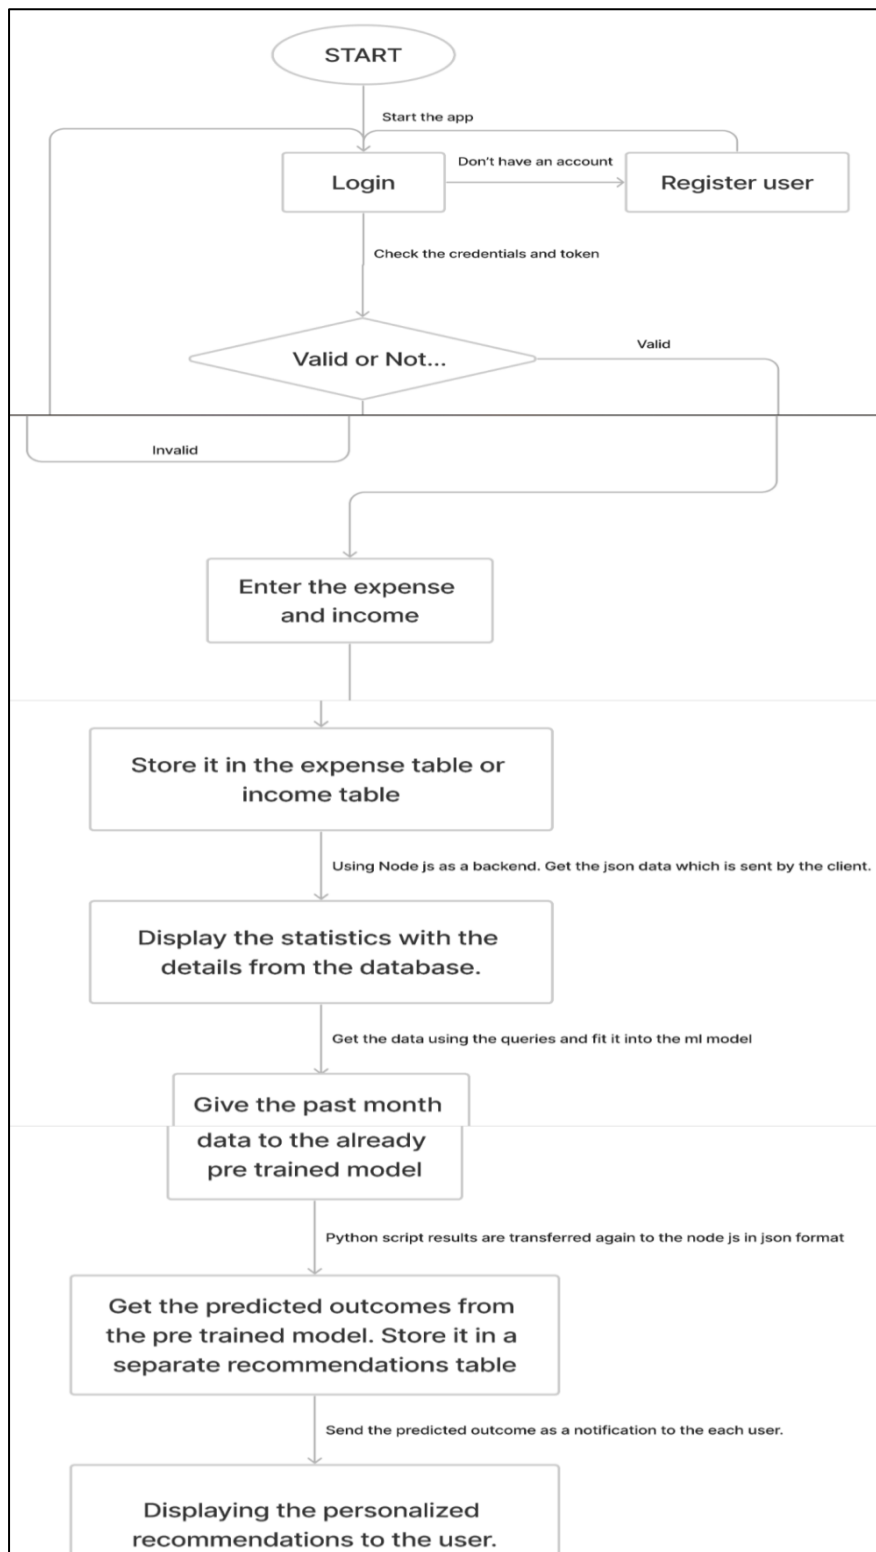 START
Start the app
Login
Don't have an account
Register user
Check the credentials and token
Valid or Not...
Valid
Invalid
Enter the expense
and income
Store it in the expense table or
income table
Using Node js as a backend. Get the json data which is sent by the client.
Display the statistics with the
details from the database.
Get the data using the queries and fit it into the ml model
Give the past month
data to the already
pre trained model
Python script results are transferred again to the node js in json format
Get the predicted outcomes from
the pre trained model. Store it in a
separate recommendations table
Send the predicted outcome as a notification to the each user.
Displaying the personalized
recommendations to the user.